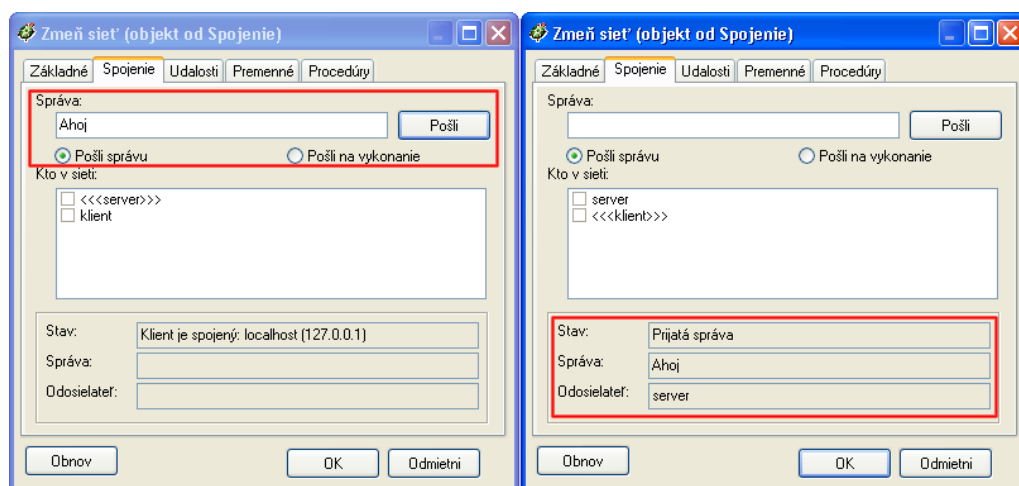 Zmeň sieť (objekt od Spojenie)
Základné Spojenie Udalosti Premenné Procedúry
Správa:
Ahoj Pošli
Pošli správu Pošli na vykonanie
Kto v sieti:
<<<server>>>
klient
Stav: Klient je spojený: localhost (127.0.0.1)
Správa:
Odosielateľ:
Obnov OK Odmietni
Zmeň sieť (objekt od Spojenie)
Základné Spojenie Udalosti Premenné Procedúry
Správa:
Pošli
Pošli správu Pošli na vykonanie
Kto v sieti:
server
<<<klient>>>
Stav: Prijatá správa
Správa: Ahoj
Odosielateľ: server
Obnov OK Odmietni